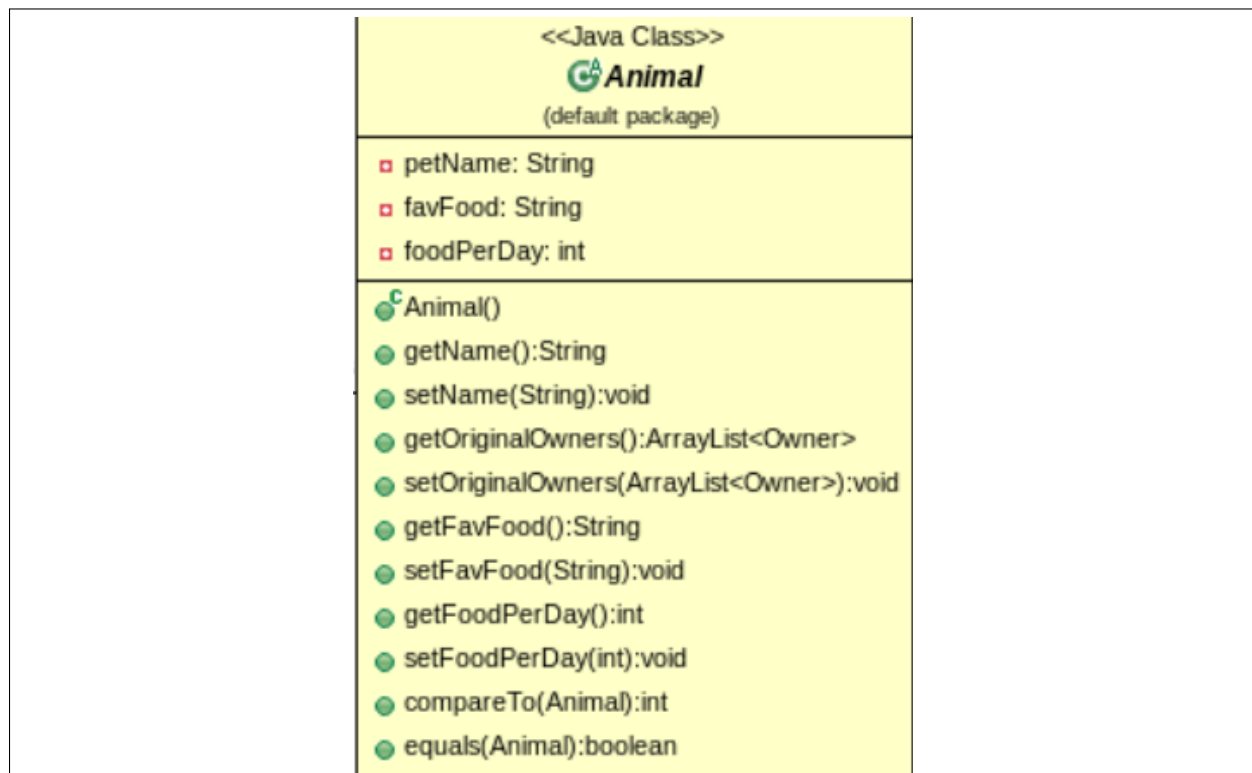 <<Java Class>>
Animal
(default package)
petName: String
favFood: String
foodPerDay: int
Animal()
getName():String
setName(String):void
getOriginalOwners():ArrayList<Owner>
setOriginalOwners(ArrayList<Owner>):void
getFavFood():String
setFavFood(String):void
getFoodPerDay():int
setFoodPerDay(int):void
compareTo(Animal):int
equals(Animal):boolean